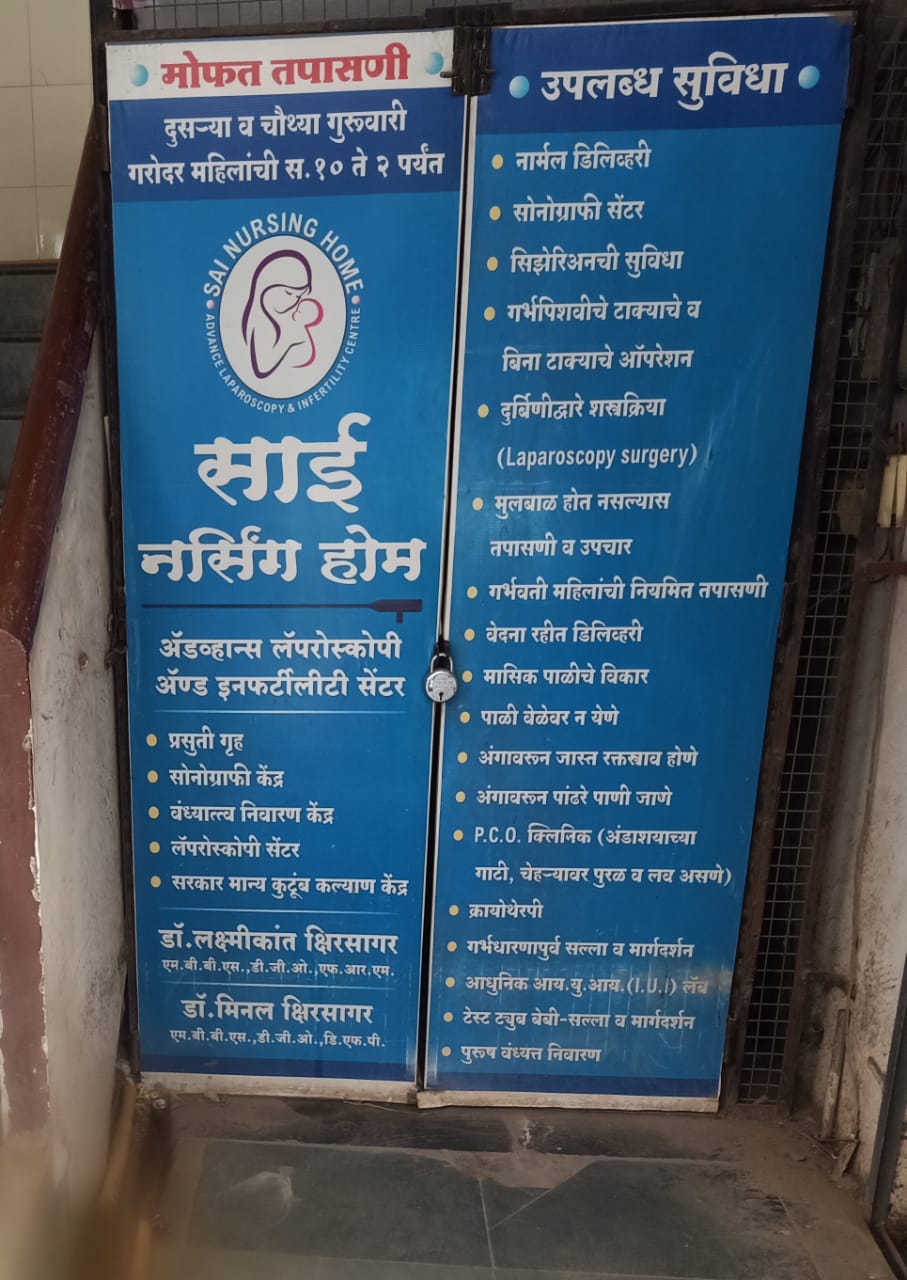 मोफत तपासणी
दुसऱ्या व चौथ्या गुरूवारी
गरोदर महिलांची स.१० ते २ पर्यंत
SAI NURSING HOME
ADVANCE LAPAROSCOPY & INFERTILITY CENTRE
साई
नर्सिंग होम
ॲडव्हान्स लॅपरोस्कोपी
ॲण्ड इनफर्टीलीटी सेंटर
प्रसुती गृह
सोनोग्राफी केंद्र
वंध्यात्त्व निवारण केंद्र
लॅपरोस्कोपी सेंटर
सरकार मान्य कुटूंब कल्याण केंद्र
डॉ.लक्ष्मीकांत क्षिरसागर
एम.बी.बी.एस.,डी.जी.ओ.,एफ.आर.एम.
डॉ.मिनल क्षिरसागर
एम.बी.बी.एस.,डी.जी.ओ.,डि.एफ.पी.
उपलब्ध सुविधा
नार्मल डिलिव्हरी
सोनोग्राफी सेंटर
सिझेरिअनची सुविधा
गर्भपिशवीचे टाक्याचे व
बिना टाक्याचे ऑपरेशन
दुर्बिणीद्वारे शस्त्रक्रिया
(Laparoscopy surgery)
मुलबाळ होत नसल्यास
तपासणी व उपचार
गर्भवती महिलांची नियमित तपासणी
वेदना रहीत डिलिव्हरी
मासिक पाळीचे विकार
पाळी वेळेवर न येणे
अंगावरून जास्त रक्तस्त्राव होणे
अंगावरून पांढरे पाणी जाणे
P.C.O. क्लिनिक (अंडाशयाच्या
गाटी, चेहऱ्यावर पुरळ व लव असणे)
क्रायोथेरपी
गर्भधारणापुर्व सल्ला व मार्गदर्शन
आधुनिक आय.यु.आय.(I.U.I) लॅब
टेस्ट ट्युब बेबी-सल्ला व मार्गदर्शन
पुरूष वंध्यत्त निवारण